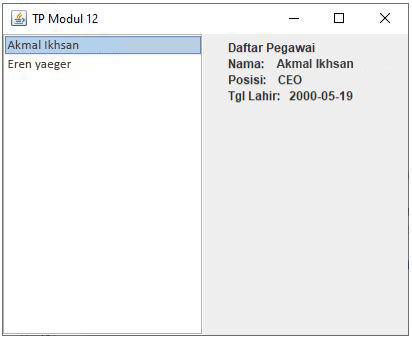 TP Modul 12
Akmal Ikhsan
Eren yaeger
Daftar Pegawai
Nama: Akmal Ikhsan
Posisi: CEO
Tgl Lahir: 2000-05-19